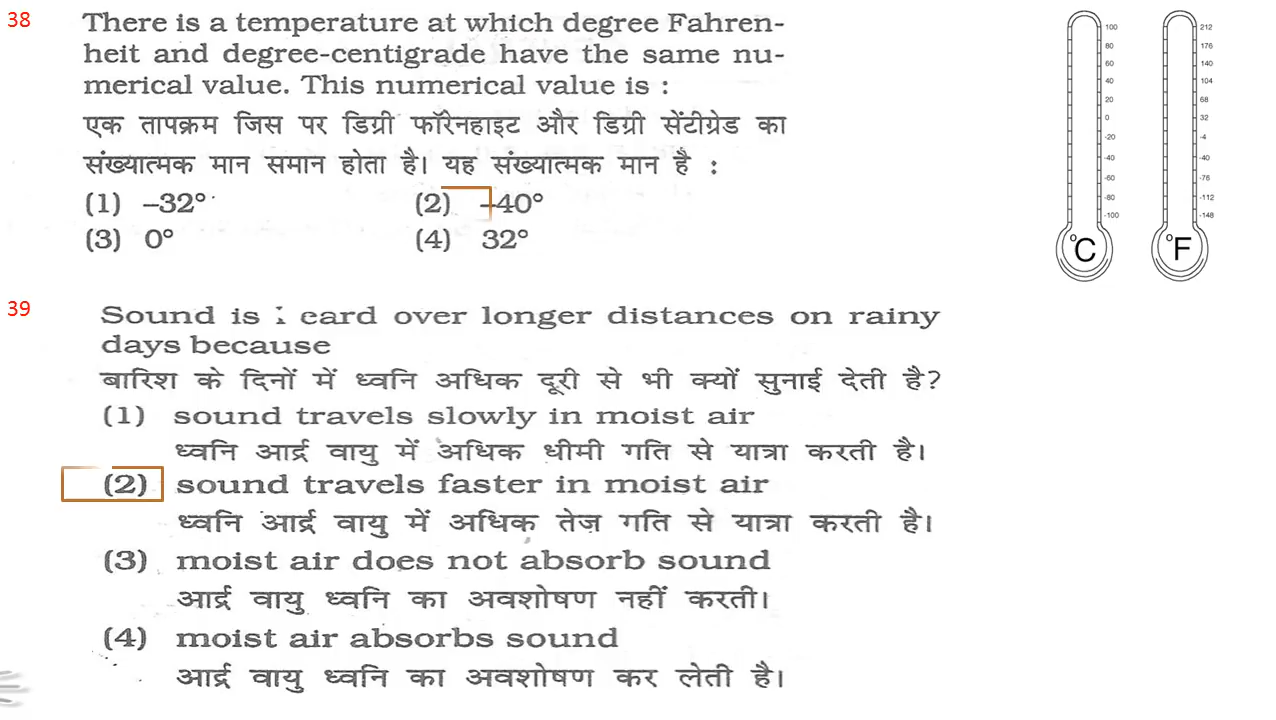 38
There is a temperature at which degree Fahren-
heit and degree-centigrade have the same nu-
merical value. This numerical value is :
एक तापक्रम जिस पर डिग्री फॉरेनहाइट और डिग्री सेंटीग्रेड का
संख्यात्मक मान समान होता है। यह संख्यात्मक मान है :
(1) –32° (2) –40°
(3) 0° (4) 32°
100 212
80 176
60 140
40 104
20 68
0 32
-20 -4
-40 -40
-60 -76
-80 -112
-100 -148
°C °F
39
Sound is eard over longer distances on rainy
days because
बारिश के दिनों में ध्वनि अधिक दूरी से भी क्यों सुनाई देती है?
(1) sound travels slowly in moist air
ध्वनि आर्द्र वायु में अधिक धीमी गति से यात्रा करती है।
(2) sound travels faster in moist air
ध्वनि आर्द्र वायु में अधिक तेज़ गति से यात्रा करती है।
(3) moist air does not absorb sound
आर्द्र वायु ध्वनि का अवशोषण नहीं करती।
(4) moist air absorbs sound
आर्द्र वायु ध्वनि का अवशोषण कर लेती है।